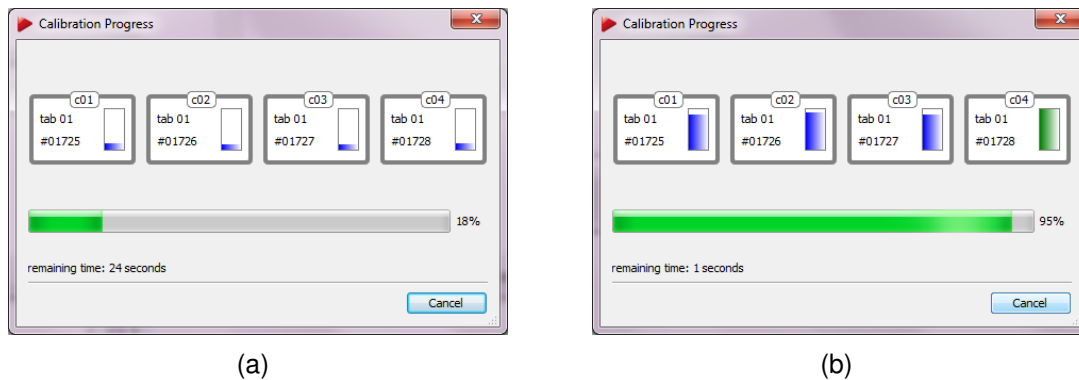 Calibration Progress
c01 c02 c03 c04
tab 01 tab 01 tab 01 tab 01
#01725 #01726 #01727 #01728
18%
remaining time: 24 seconds
Cancel
(a)
Calibration Progress
c01 c02 c03 c04
tab 01 tab 01 tab 01 tab 01
#01725 #01726 #01727 #01728
95%
remaining time: 1 seconds
Cancel
(b)